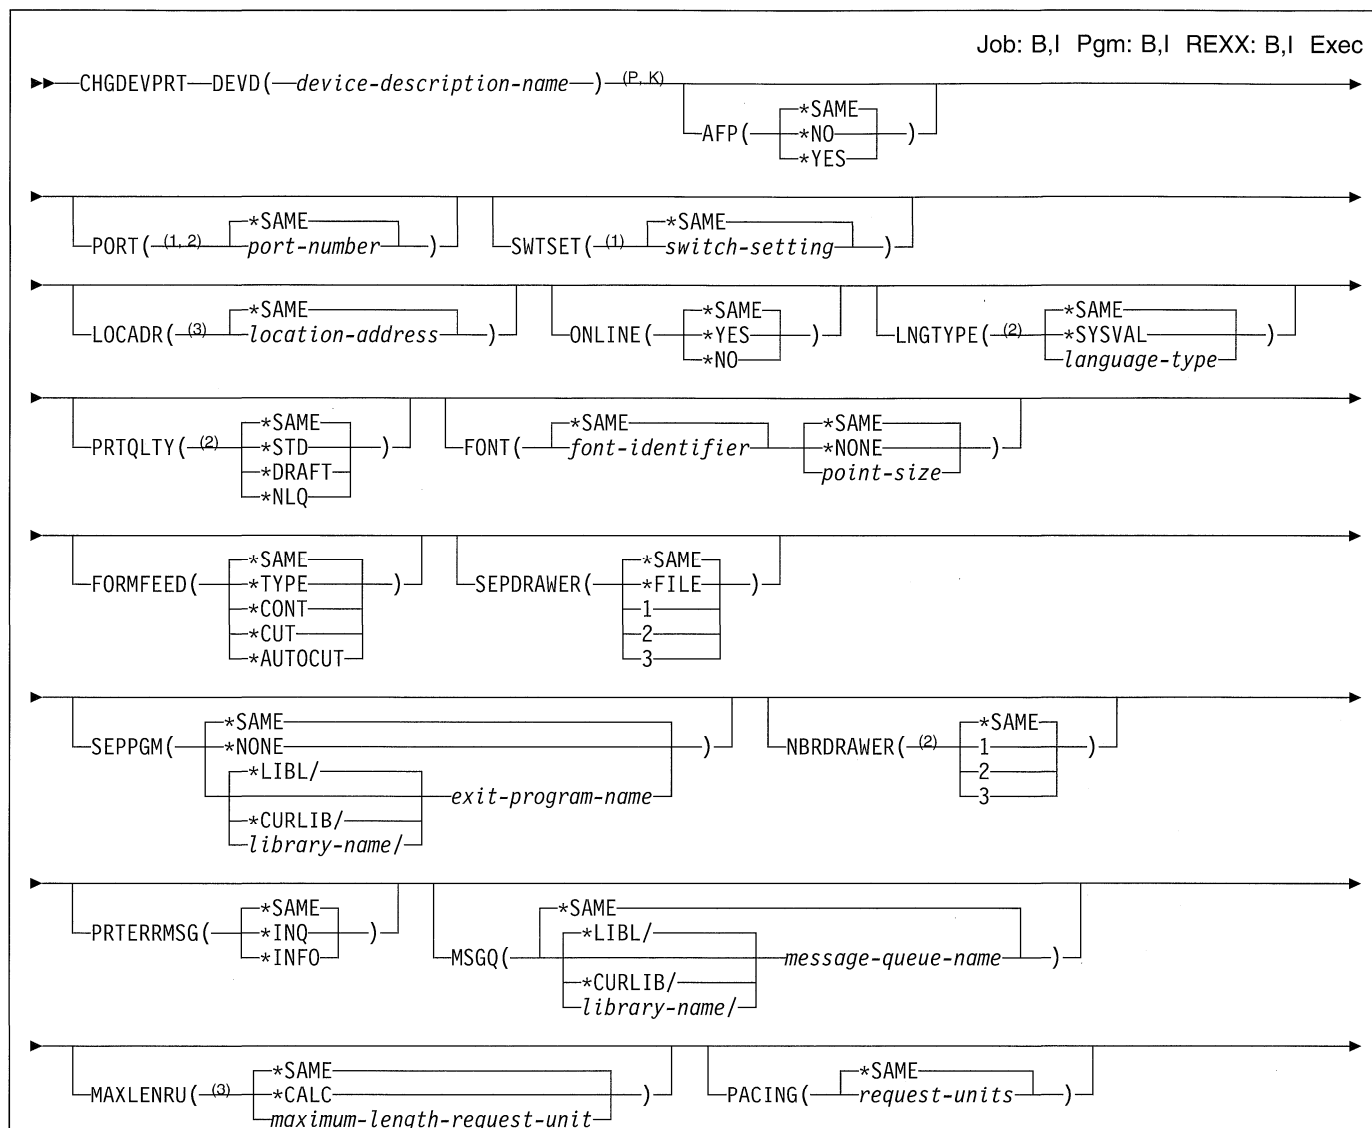 Job: B,I Pgm: B,I REXX: B,I Exec
CHGDEVPRT DEVD( device-description-name ) (P, K)
*SAME
AFP( *NO )
*YES
*SAME *SAME
PORT( (1, 2) port-number ) SWTSET( (1) switch-setting )
*SAME *SAME *SAME
LOCADR( (3) location-address ) ONLINE( *YES ) LNGTYPE( (2) *SYSVAL )
*NO language-type
*SAME *SAME *SAME
PRTQLTY( (2) *STD ) FONT( font-identifier *NONE )
*DRAFT point-size
*NLQ
*SAME *SAME
FORMFEED( *TYPE ) SEPDRAWER( *FILE )
*CONT 1
*CUT 2
*AUTOCUT 3
*SAME *SAME
SEPPGM( *NONE ) NBRDRAWER( (2) 1 )
*LIBL/ 2
exit-program-name 3
*CURLIB/
library-name/
*SAME *SAME
PRTERRMSG( *INQ ) MSGQ( *LIBL/ message-queue-name )
*INFO *CURLIB/
library-name/
*SAME *SAME
MAXLENRU( (3) *CALC ) PACING( request-units )
maximum-length-request-unit